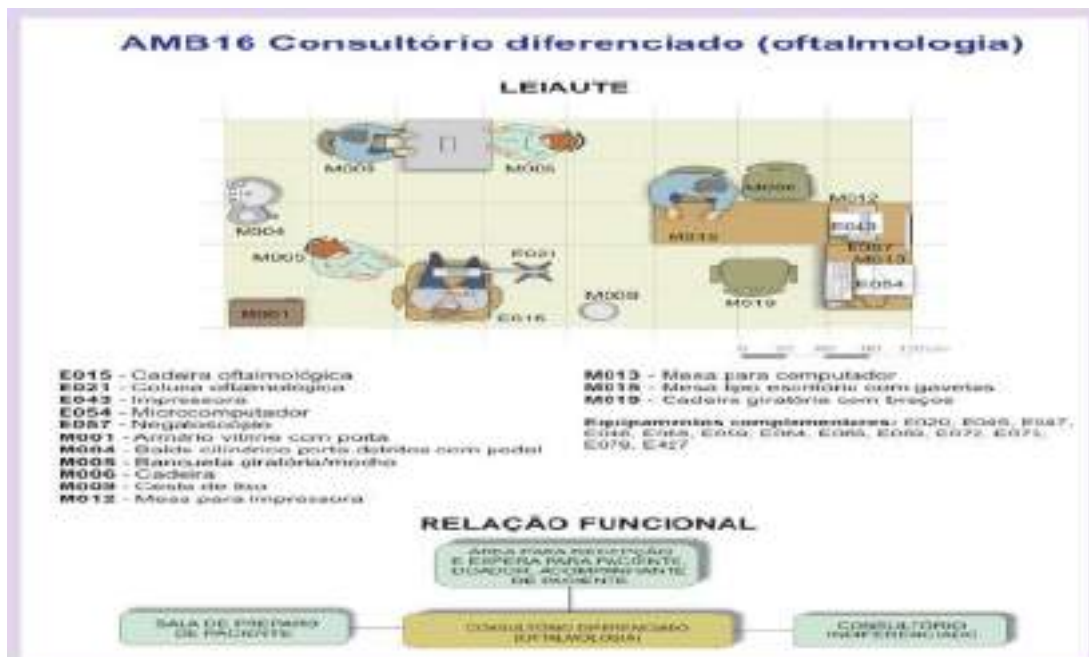 AMB16 Consultório diferenciado (oftalmologia)
LEIAUTE
M005
M005
M006
M012
M004
M015
E043
E057
M013
M005
E021
E054
M009
M019
M001
E015
E015 - Cadeira oftalmológica
E021 - Coluna oftalmológica
E043 - Impressora
E054 - Microcomputador
E057 - Negatoscópio
M001 - Armário vitrine com porta
M004 - Balde cilíndrico porta detritos com pedal
M005 - Banqueta giratória/mocho
M006 - Cadeira
M009 - Cesto de lixo
M012 - Mesa para impressora
M013 - Mesa para computador
M015 - Mesa tipo escritório com gavetas
M019 - Cadeira giratória com braços
Equipamentos complementares: E020
RELAÇÃO FUNCIONAL
ÁREA PARA RECEPÇÃO
E ESPERA PARA PACIENTE,
DOADOR, ACOMPANHANTE
DE PACIENTE
SALA DE PREPARO
DE PACIENTE
CONSULTÓRIO DIFERENCIADO
(OFTALMOLOGIA)
CONSULTÓRIO
INDIFERENCIADO